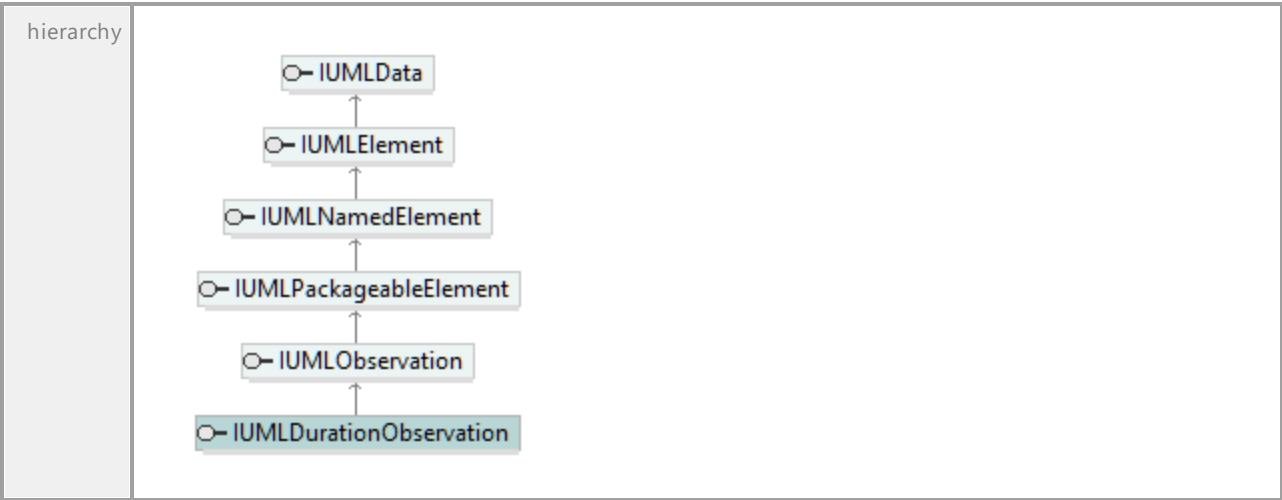 hierarchy
IUMLData
IUMLElement
IUMLNamedElement
IUMLPackageableElement
IUMLObservation
IUMLDurationObservation